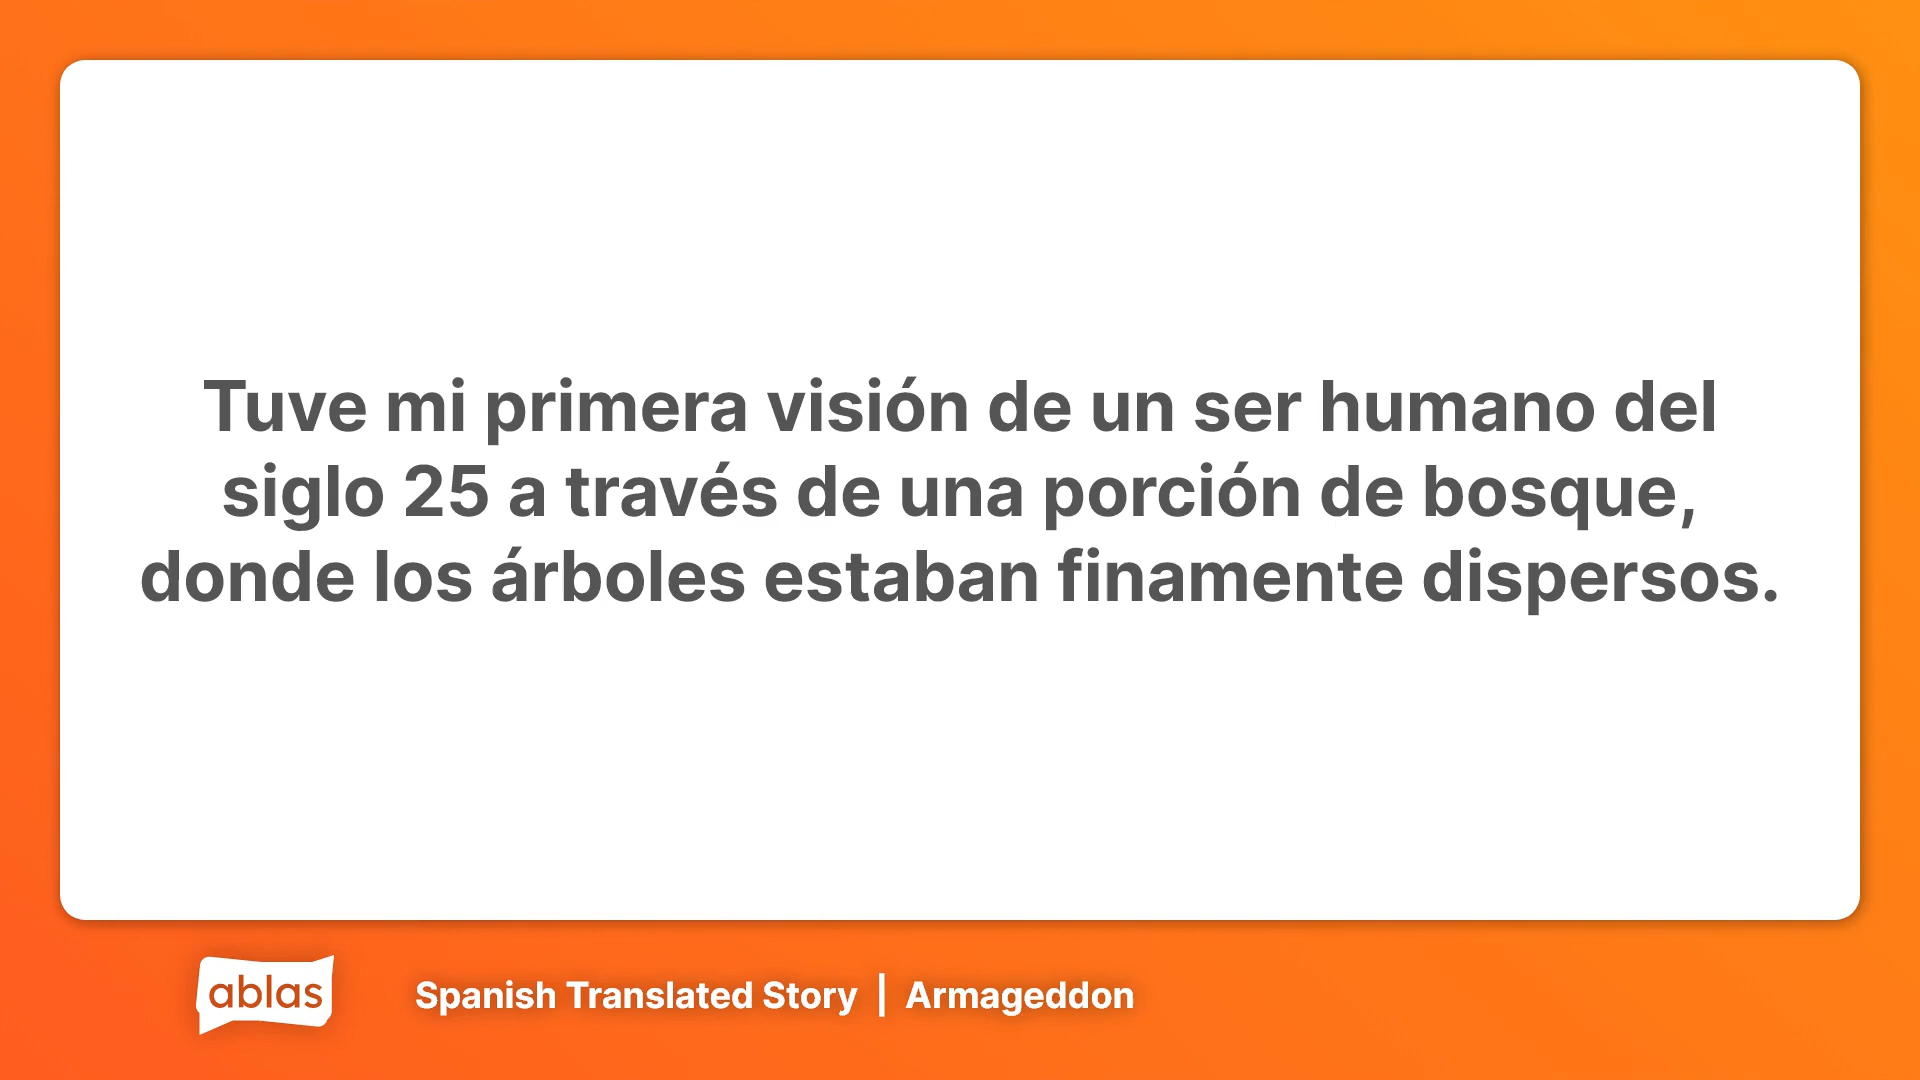 Tuve mi primera visión de un ser humano del
siglo 25 a través de una porción de bosque,
donde los árboles estaban finamente dispersos.
ablas
Spanish Translated Story | Armageddon